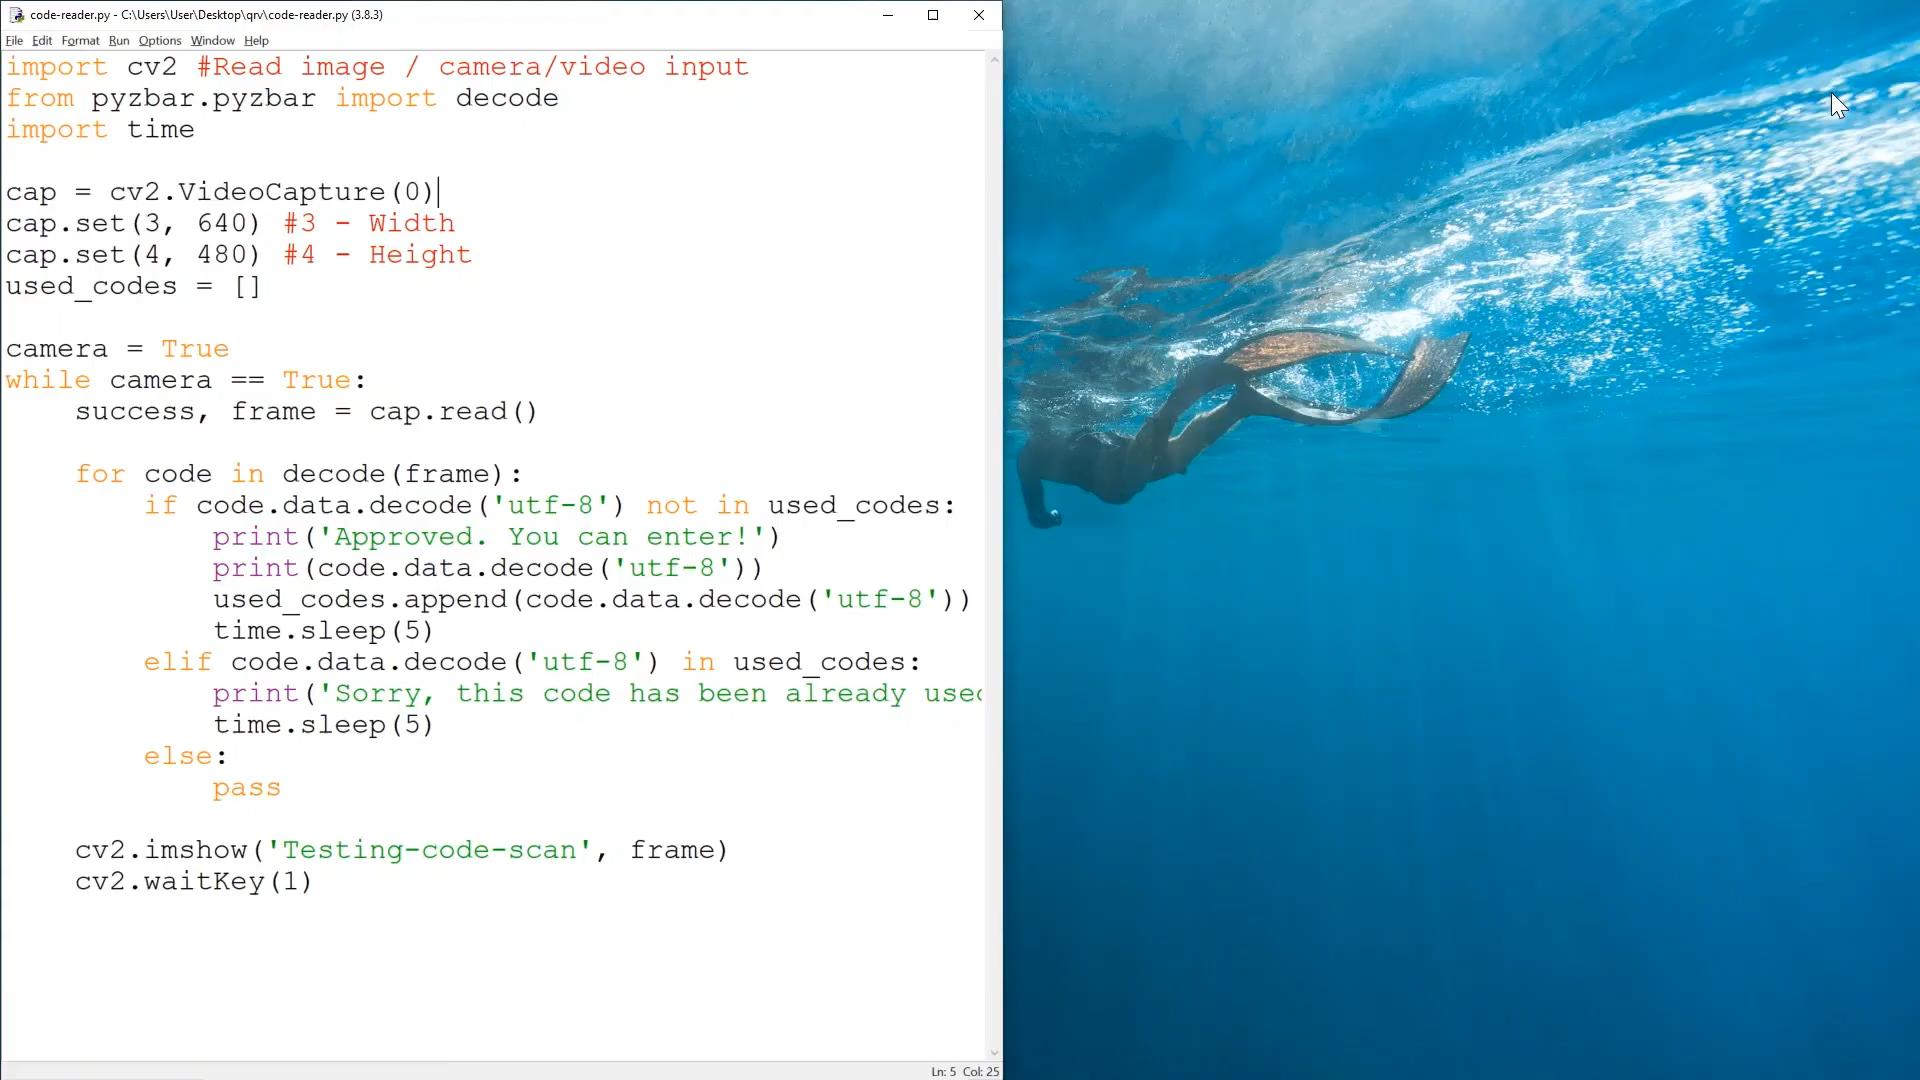 code-reader.py - C:\Users\User\Desktop\qrv\code-reader.py (3.8.3)
File Edit Format Run Options Window Help
import cv2 #Read image / camera/video input
from pyzbar.pyzbar import decode
import time

cap = cv2.VideoCapture(0)
cap.set(3, 640) #3 - Width
cap.set(4, 480) #4 - Height
used_codes = []

camera = True
while camera == True:
    success, frame = cap.read()

    for code in decode(frame):
        if code.data.decode('utf-8') not in used_codes:
            print('Approved. You can enter!')
            print(code.data.decode('utf-8'))
            used_codes.append(code.data.decode('utf-8'))
            time.sleep(5)
        elif code.data.decode('utf-8') in used_codes:
            print('Sorry, this code has been already used
            time.sleep(5)
        else:
            pass

    cv2.imshow('Testing-code-scan', frame)
    cv2.waitKey(1)
Ln: 5 Col: 25